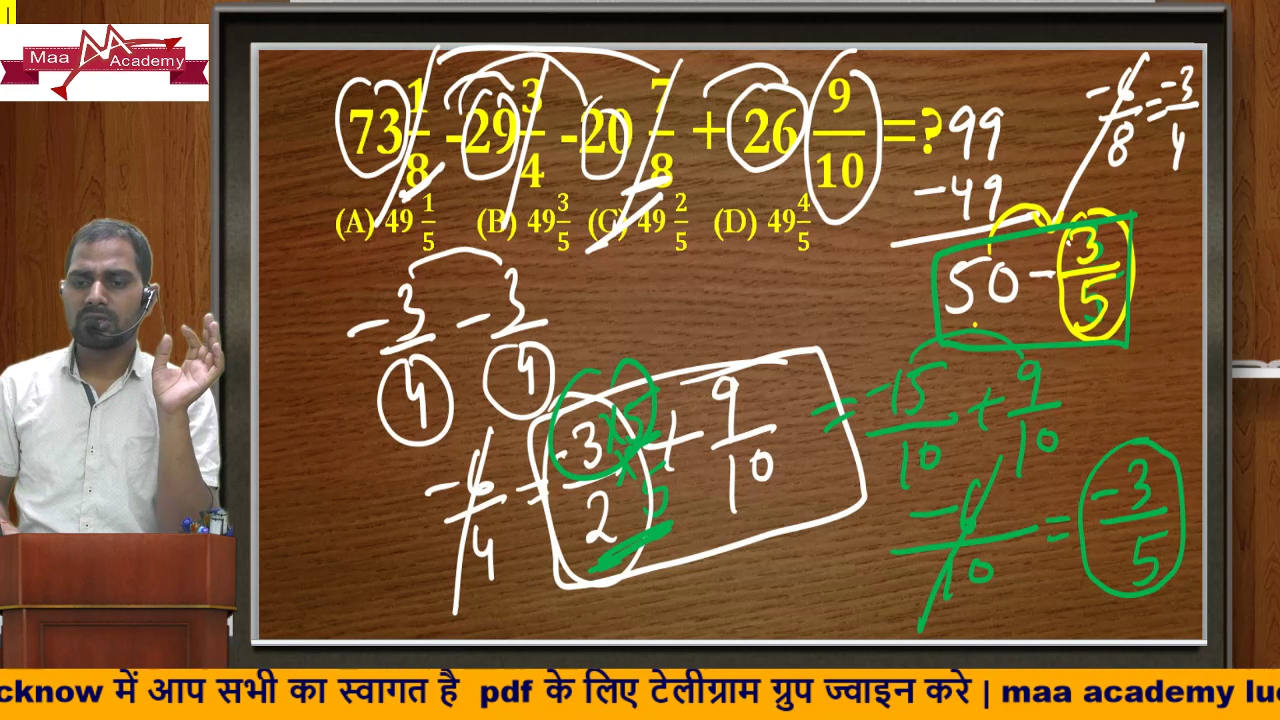 Maa Academy
73 1/8 - 29 3/4 - 20 7/8 + 26 9/10 = ?
(A) 49 1/5 (B) 49 3/5 (C) 49 2/5 (D) 49 4/5
99
-49
50 - 3/5
-6/8 = -3/4
-3/4 - 3/4
-6/4 = -3×5/2×5 + 9/10 = -15/10 + 9/10
-6/10 = -3/5
cknow में आप सभी का स्वागत है pdf के लिए टेलीग्राम ग्रुप ज्वाइन करे | maa academy luc